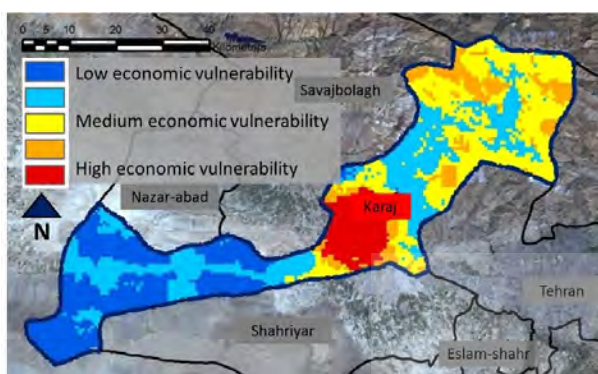 0 5 10 20 30 40
Kilometers
Low economic vulnerability
Savajbolagh
Medium economic vulnerability
High economic vulnerability
Nazar-abad
Karaj
N
Tehran
Shahriyar
Eslam-shahr